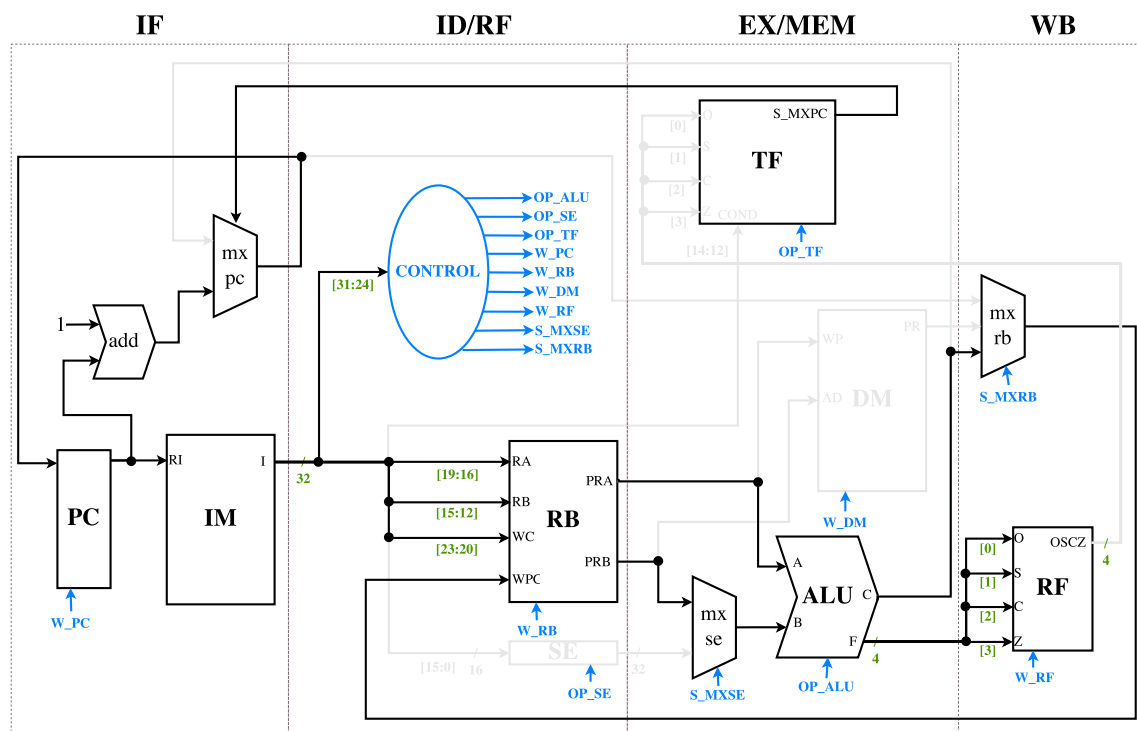 IF
ID/RF
EX/MEM
WB
mx
pc
1
add
PC
W_PC
RI
I
IM
32
[31:24]
CONTROL
OP_ALU
OP_SE
OP_TF
W_PC
W_RB
W_DM
W_RF
S_MXSE
S_MXRB
[19:16]
[15:12]
[23:20]
RA
RB
WC
WPC
RB
PRA
PRB
W_RB
[15:0]
16
SE
32
OP_SE
[0]
[1]
[2]
[3]
O
S
C
Z
COND
S_MXPC
TF
OP_TF
[14:12]
WP
AD
PR
DM
W_DM
mx
se
S_MXSE
A
B
ALU
C
F
4
OP_ALU
mx
rb
S_MXRB
[0]
[1]
[2]
[3]
O
S
C
Z
OSCZ
RF
4
W_RF